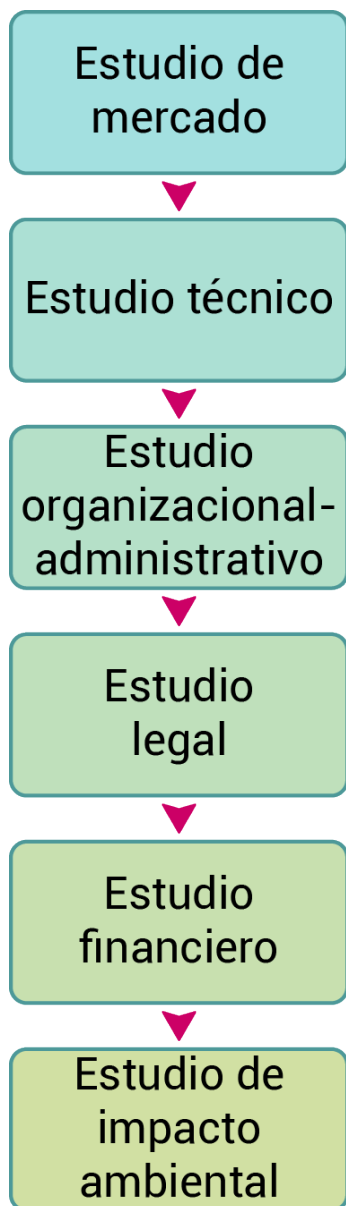 Estudio de
mercado
Estudio técnico
Estudio
organizacional-
administrativo
Estudio
legal
Estudio
financiero
Estudio de
impacto
ambiental